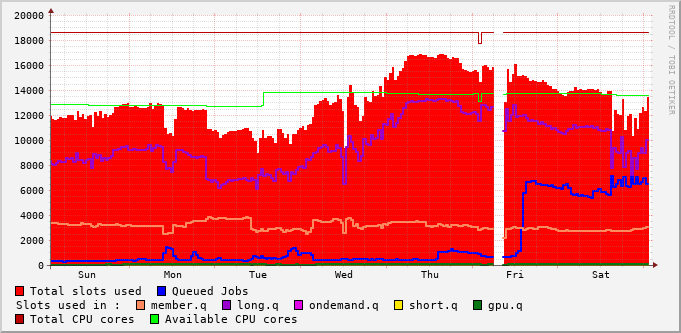 20000
18000
16000
14000
12000
10000
8000
6000
4000
2000
0
Sun Mon Tue Wed Thu Fri Sat
RRDTOOL / TOBI OETIKER
Total slots used Queued Jobs
Slots used in : member.q long.q ondemand.q short.q gpu.q
Total CPU cores Available CPU cores